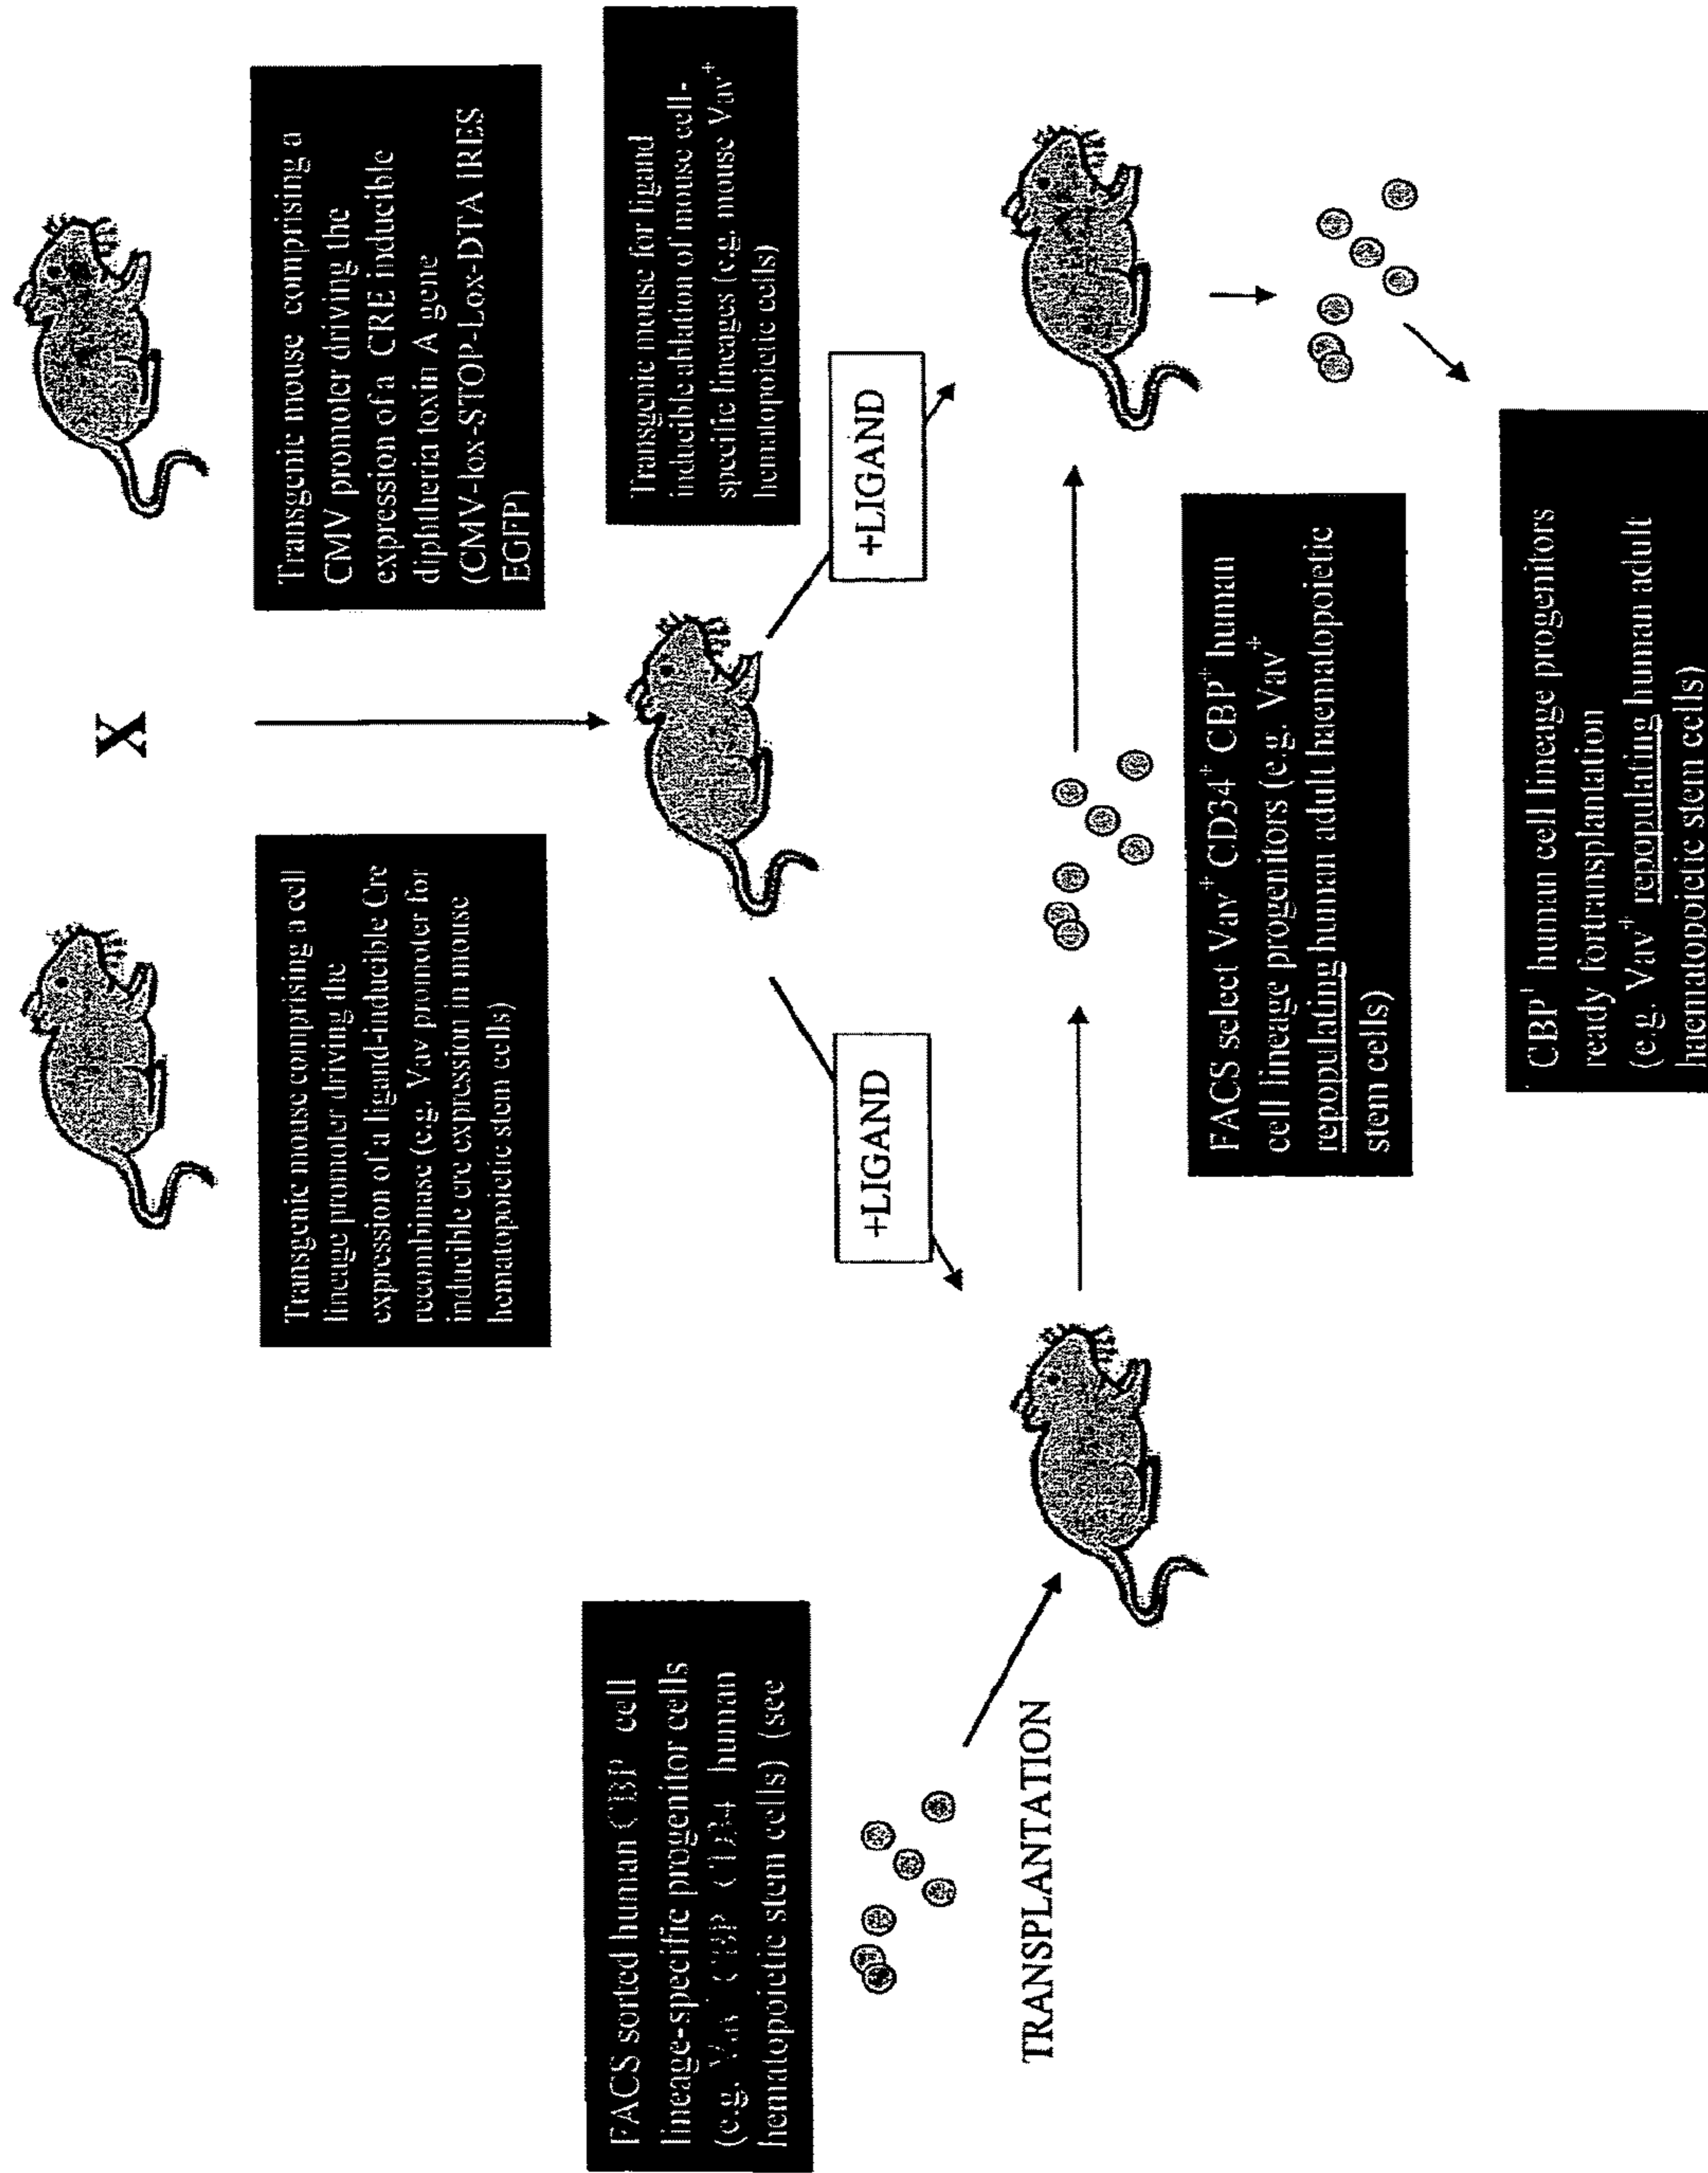 Transgenic mouse comprising a cell
lineage promoter driving the
expression of a ligand-inducible Cre
recombinase (e.g. Vav promoter for
inducible cre expression in mouse
hematopoietic stem cells)
X
Transgenic mouse comprising a
CMV promoter driving the
expression of a CRE inducible
diphtheria toxin A gene
(CMV-lox-STOP-Lox-DTA IRES
EGFP)
Transgenic mouse for ligand
inducible ablation of mouse cell-
specific lineages (e.g. mouse Vav⁺
hematopoietic cells)
FACS sorted human CBP cell
lineage-specific progenitor cells
(e.g. Vav CBP CD34 human
hematopoietic stem cells) (see
TRANSPLANTATION
+LIGAND
+LIGAND
FACS select Vav⁺ CD34⁺ CBP⁺ human
cell lineage progenitors (e.g. Vav⁺
repopulating human adult haematopoietic
stem cells)
CBP⁺ human cell lineage progenitors
ready fortransplantation
(e.g. Vav⁺ repopulating human adult
haematopoietic stem cells)